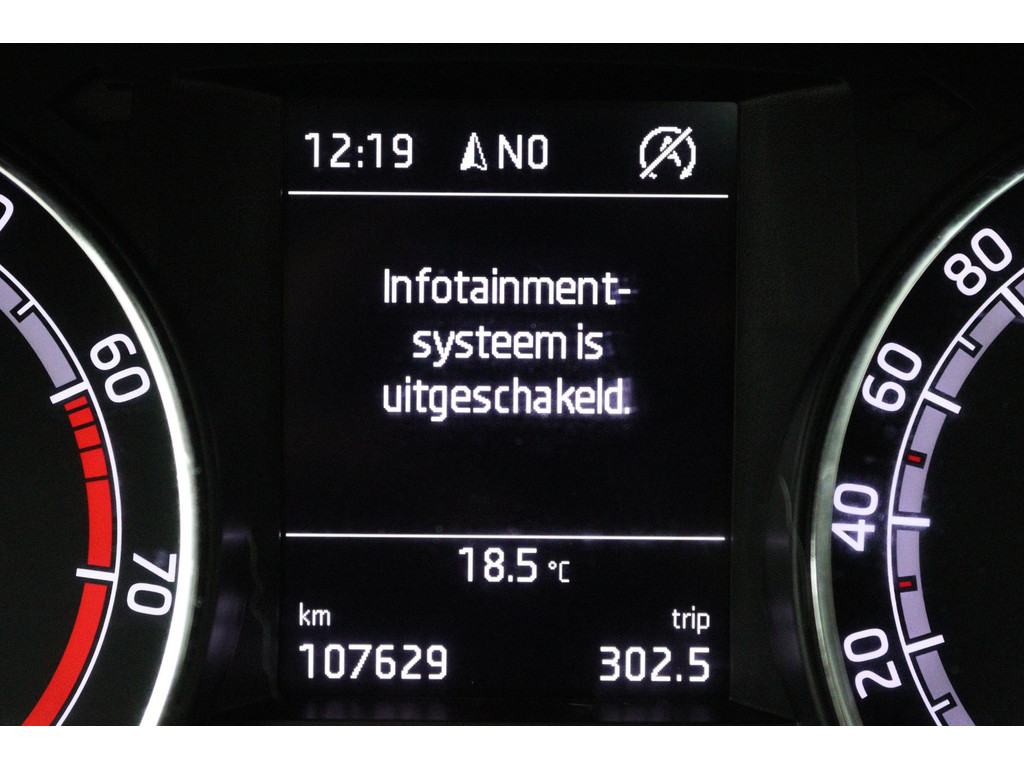 12:19 NO A
Infotainment-
systeem is
uitgeschakeld.
18.5 °C
km trip
107629 302.5
60
70
80
60
40
20